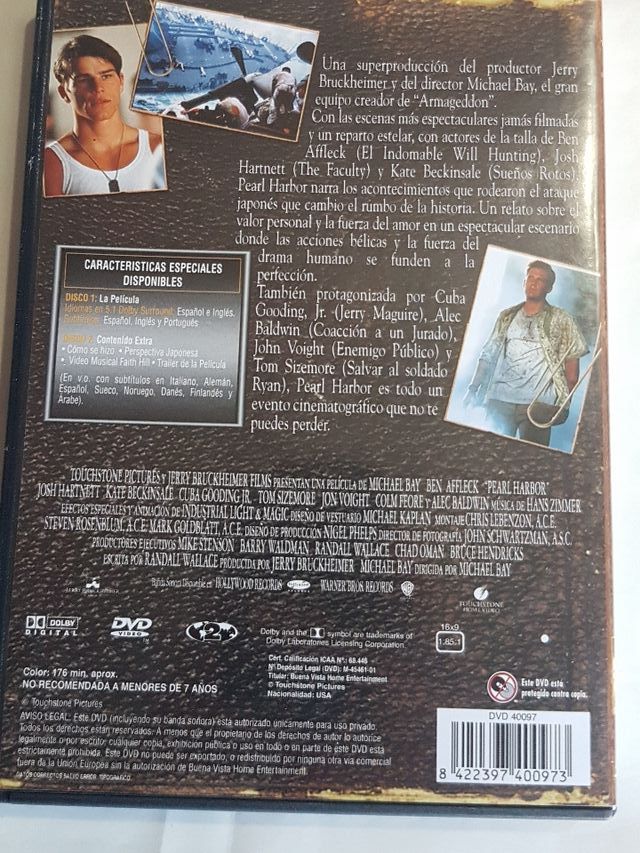 Una superproducción del productor Jerry
Bruckheimer y del director Michael Bay, el gran
equipo creador de "Armageddon".
Con las escenas más espectaculares jamás filmadas
y un reparto estelar, con actores de la talla de Ben
Affleck (El Indomable Will Hunting), Josh
Hartnett (The Faculty) y Kate Beckinsale (Sueños Rotos),
Pearl Harbor narra los acontecimientos que rodearon el ataque
japonés que cambio el rumbo de la historia. Un relato sobre el
valor personal y la fuerza del amor en un espectacular escenario
donde las acciones bélicas y la fuerza del
drama humano se funden a la
perfección.
También protagonizada por Cuba
Gooding, Jr. (Jerry Maguire), Alec
Baldwin (Coacción a un Jurado),
John Voight (Enemigo Público) y
Tom Sizemore (Salvar al soldado
Ryan), Pearl Harbor es todo un
evento cinematográfico que no te
puedes perder.
CARACTERISTICAS ESPECIALES
DISPONIBLES
DISCO 1: La Película
Idiomas en 5.1 Dolby Surround: Español e Inglés.
Subtítulos: Español, Inglés y Portugués
DISCO 2: Contenido Extra
• Cómo se hizo • Perspectiva Japonesa
• Video Musical Faith Hill • Trailer de la Película
(En v.o. con subtítulos en Italiano, Alemán,
Español, Sueco, Noruego, Danés, Finlandés y
Arabe).
TOUCHSTONE PICTURES Y JERRY BRUCKHEIMER FILMS PRESENTAN UNA PELÍCULA DE MICHAEL BAY BEN AFFLECK "PEARL HARBOR"
JOSH HARTNETT KATE BECKINSALE CUBA GOODING JR. TOM SIZEMORE JON VOIGHT COLM FEORE Y ALEC BALDWIN MÚSICA DE HANS ZIMMER
EFECTOS ESPECIALES Y ANIMACIÓN DE INDUSTRIAL LIGHT & MAGIC DISEÑO DE VESTUARIO MICHAEL KAPLAN MONTAJE CHRIS LEBENZON, A.C.E.
STEVEN ROSENBLUM, A.C.E. MARK GOLDBLATT, A.C.E. DISEÑO DE PRODUCCIÓN NIGEL PHELPS DIRECTOR DE FOTOGRAFÍA JOHN SCHWARTZMAN, A.S.C.
PRODUCTORES EJECUTIVOS MIKE STENSON BARRY WALDMAN, RANDALL WALLACE CHAD OMAN BRUCE HENDRICKS
ESCRITA POR RANDALL WALLACE PRODUCIDA POR JERRY BRUCKHEIMER MICHAEL BAY DIRIGIDA POR MICHAEL BAY
Banda Sonora Disponible en HOLLYWOOD RECORDS WARNER BROS RECORDS
TOUCHSTONE
HOME VIDEO
DOLBY
DIGITAL
DVD
VIDEO
2
Dolby and the symbol are trademarks of
Dolby Laboratories Licensing Corporation.
16x9
1.85:1
Color: 176 min. aprox.
NO RECOMENDADA A MENORES DE 7 AÑOS
Cert. Calificación ICAA N°.: 68.446
N° Depósito Legal (DVD): M-45461-01
Titular: Buena Vista Home Entertainment
© Touchstone Pictures
Nacionalidad: USA
Este DVD está
protegido contra copia.
© Touchstone Pictures
AVISO LEGAL: Este DVD (incluyendo su banda sonora) está autorizado únicamente para uso privado.
Todos los derechos están reservados. A menos que el propietario de los derechos de autor lo autorice
legalmente o por escrito cualquier copia, exhibición pública o uso en todo o en parte de este DVD está
estrictamente prohibida. Este DVD no puede ser exportado, o redistribuido por ninguna otra vía comercial
fuera de la Unión Europea sin la autorización de Buena Vista Home Entertainment.
DATOS CORRECTOS SALVO ERROR TIPOGRAFICO
DVD 40097
8 422397 400973